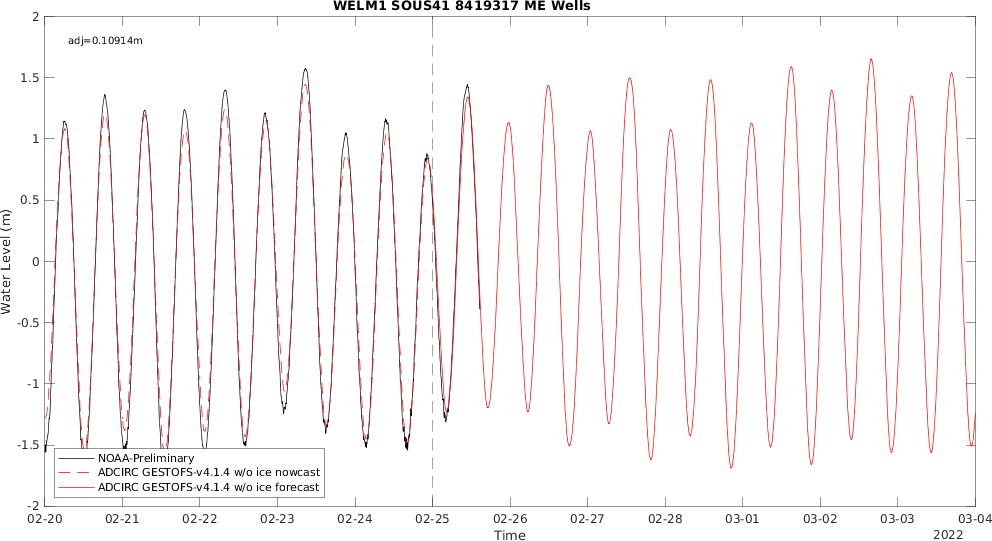 WELM1 SOUS41 8419317 ME Wells
adj=0.10914m
2
1.5
1
0.5
0
-0.5
-1
-1.5
-2
Water Level (m)
NOAA-Preliminary
ADCIRC GESTOFS-v4.1.4 w/o ice nowcast
ADCIRC GESTOFS-v4.1.4 w/o ice forecast
02-20 02-21 02-22 02-23 02-24 02-25 02-26 02-27 02-28 03-01 03-02 03-03 03-04
Time
2022